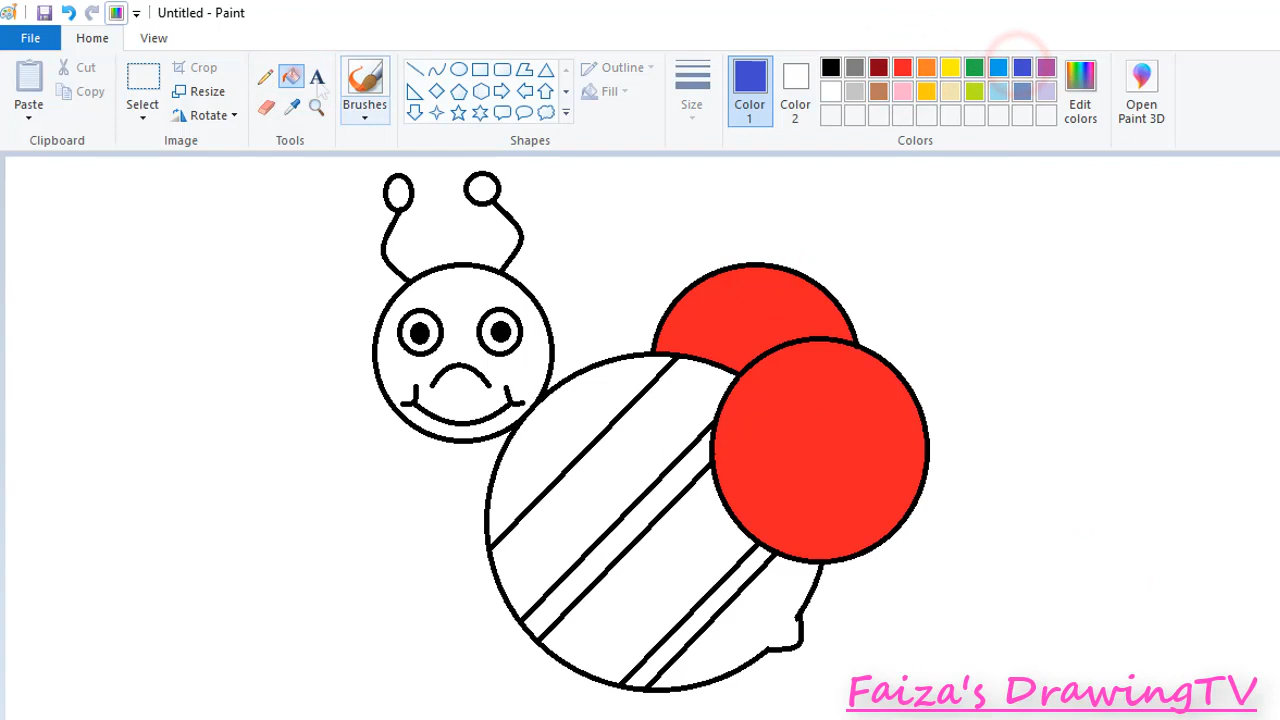 Untitled - Paint
File
Home
View
Paste
Cut
Copy
Clipboard
Select
Crop
Resize
Rotate
Image
A
Tools
Brushes
Outline
Fill
Shapes
Size
Color 1
Color 2
Edit colors
Colors
Open Paint 3D
Faiza's DrawingTV